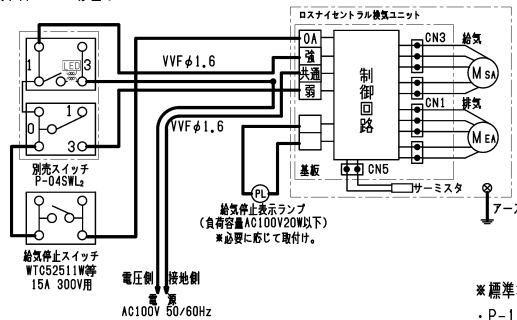 ロスナイセントラル換気ユニット
OA
強
共通
弱
制御回路
基板
CN3
給気
M SA
CN1
排気
M EA
CN5
サーミスタ
アース
VVFφ1.6
VVFφ1.6
1
LED
3
0
1
3
別売スイッチ
P-04SWL₂
給気停止スイッチ
WTC52511W等
15A 300V用
PL
給気停止表示ランプ
(負荷容量AC100V20W以下)
※必要に応じて取付け。
電圧側
接地側
電 源
AC100V 50/60Hz
※標準
・P-1